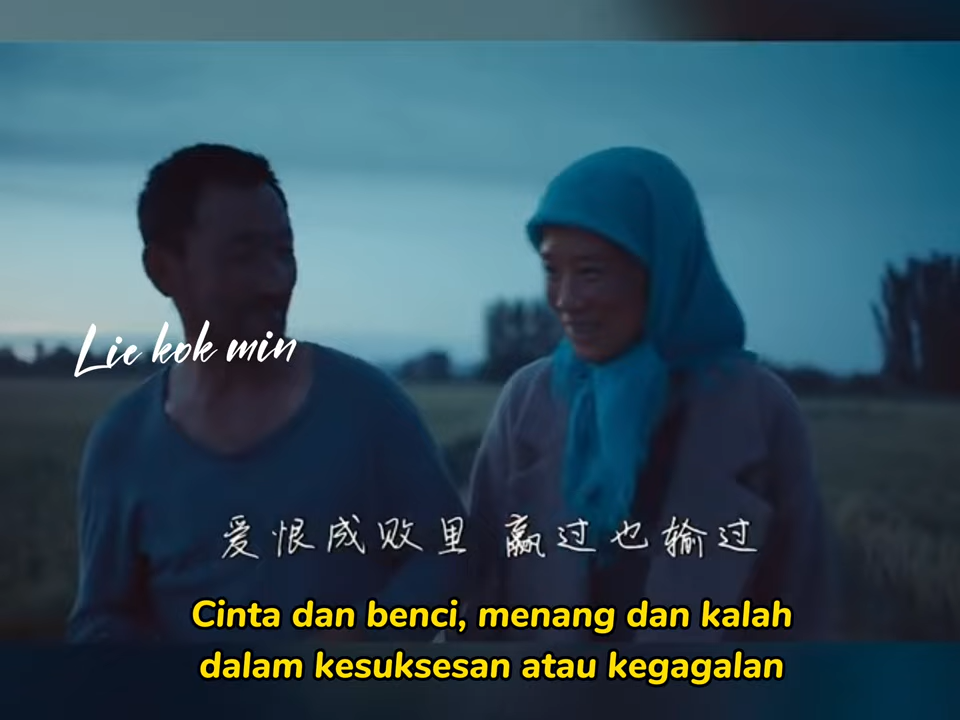 Lie kok min
爱恨成败里 赢过也输过
Cinta dan benci, menang dan kalah
dalam kesuksesan atau kegagalan